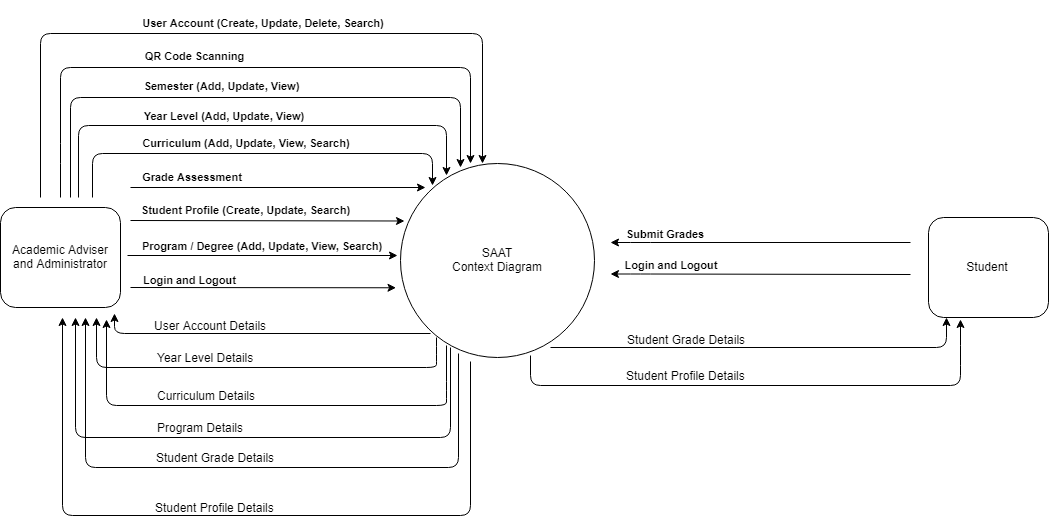 User Account (Create, Update, Delete, Search)
QR Code Scanning
Semester (Add, Update, View)
Year Level (Add, Update, View)
Curriculum (Add, Update, View, Search)
Grade Assessment
Student Profile (Create, Update, Search)
Program / Degree (Add, Update, View, Search)
Login and Logout
Academic Adviser
and Administrator
SAAT
Context Diagram
Submit Grades
Login and Logout
Student
User Account Details
Year Level Details
Curriculum Details
Program Details
Student Grade Details
Student Profile Details
Student Grade Details
Student Profile Details